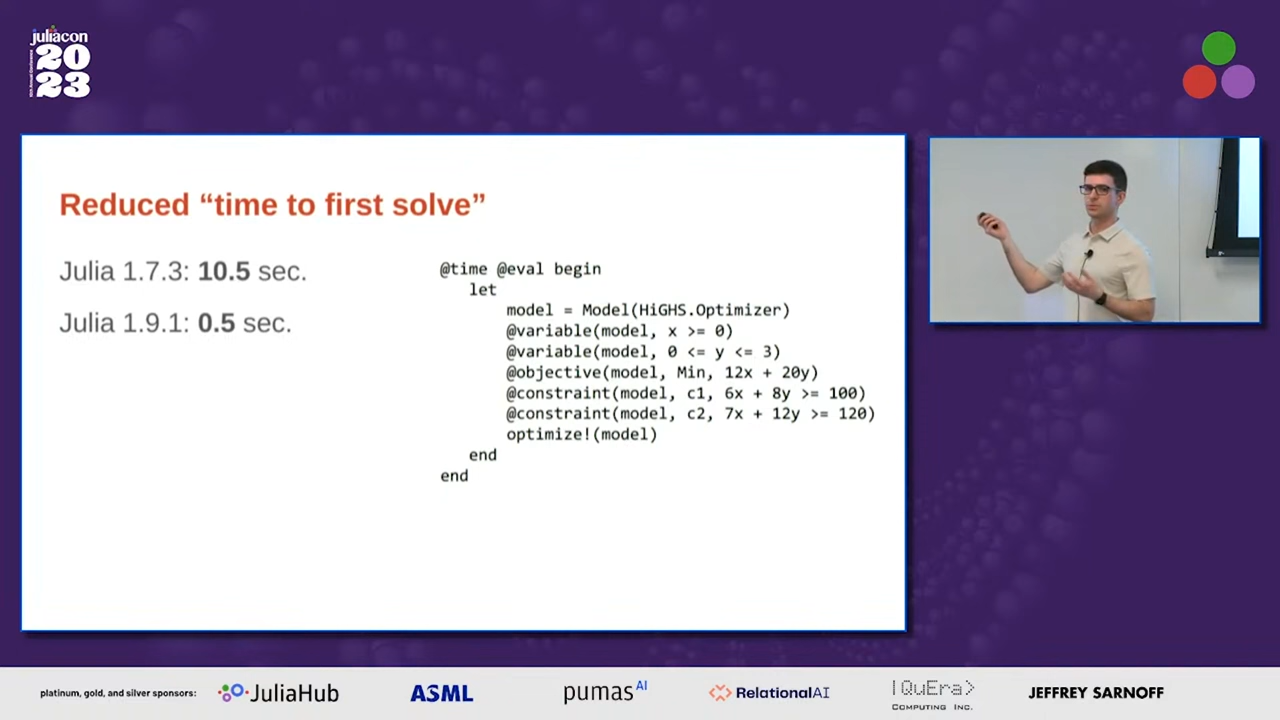 juliacon
20
23
Reduced “time to first solve”
Julia 1.7.3: 10.5 sec.
Julia 1.9.1: 0.5 sec.
@time @eval begin
let
model = Model(HiGHS.Optimizer)
@variable(model, x >= 0)
@variable(model, 0 <= y <= 3)
@objective(model, Min, 12x + 20y)
@constraint(model, c1, 6x + 8y >= 100)
@constraint(model, c2, 7x + 12y >= 120)
optimize!(model)
end
end
platinum, gold, and silver sponsors:
JuliaHub
ASML
pumasAI
RelationalAI
|QuEra>
COMPUTING INC.
JEFFREY SARNOFF